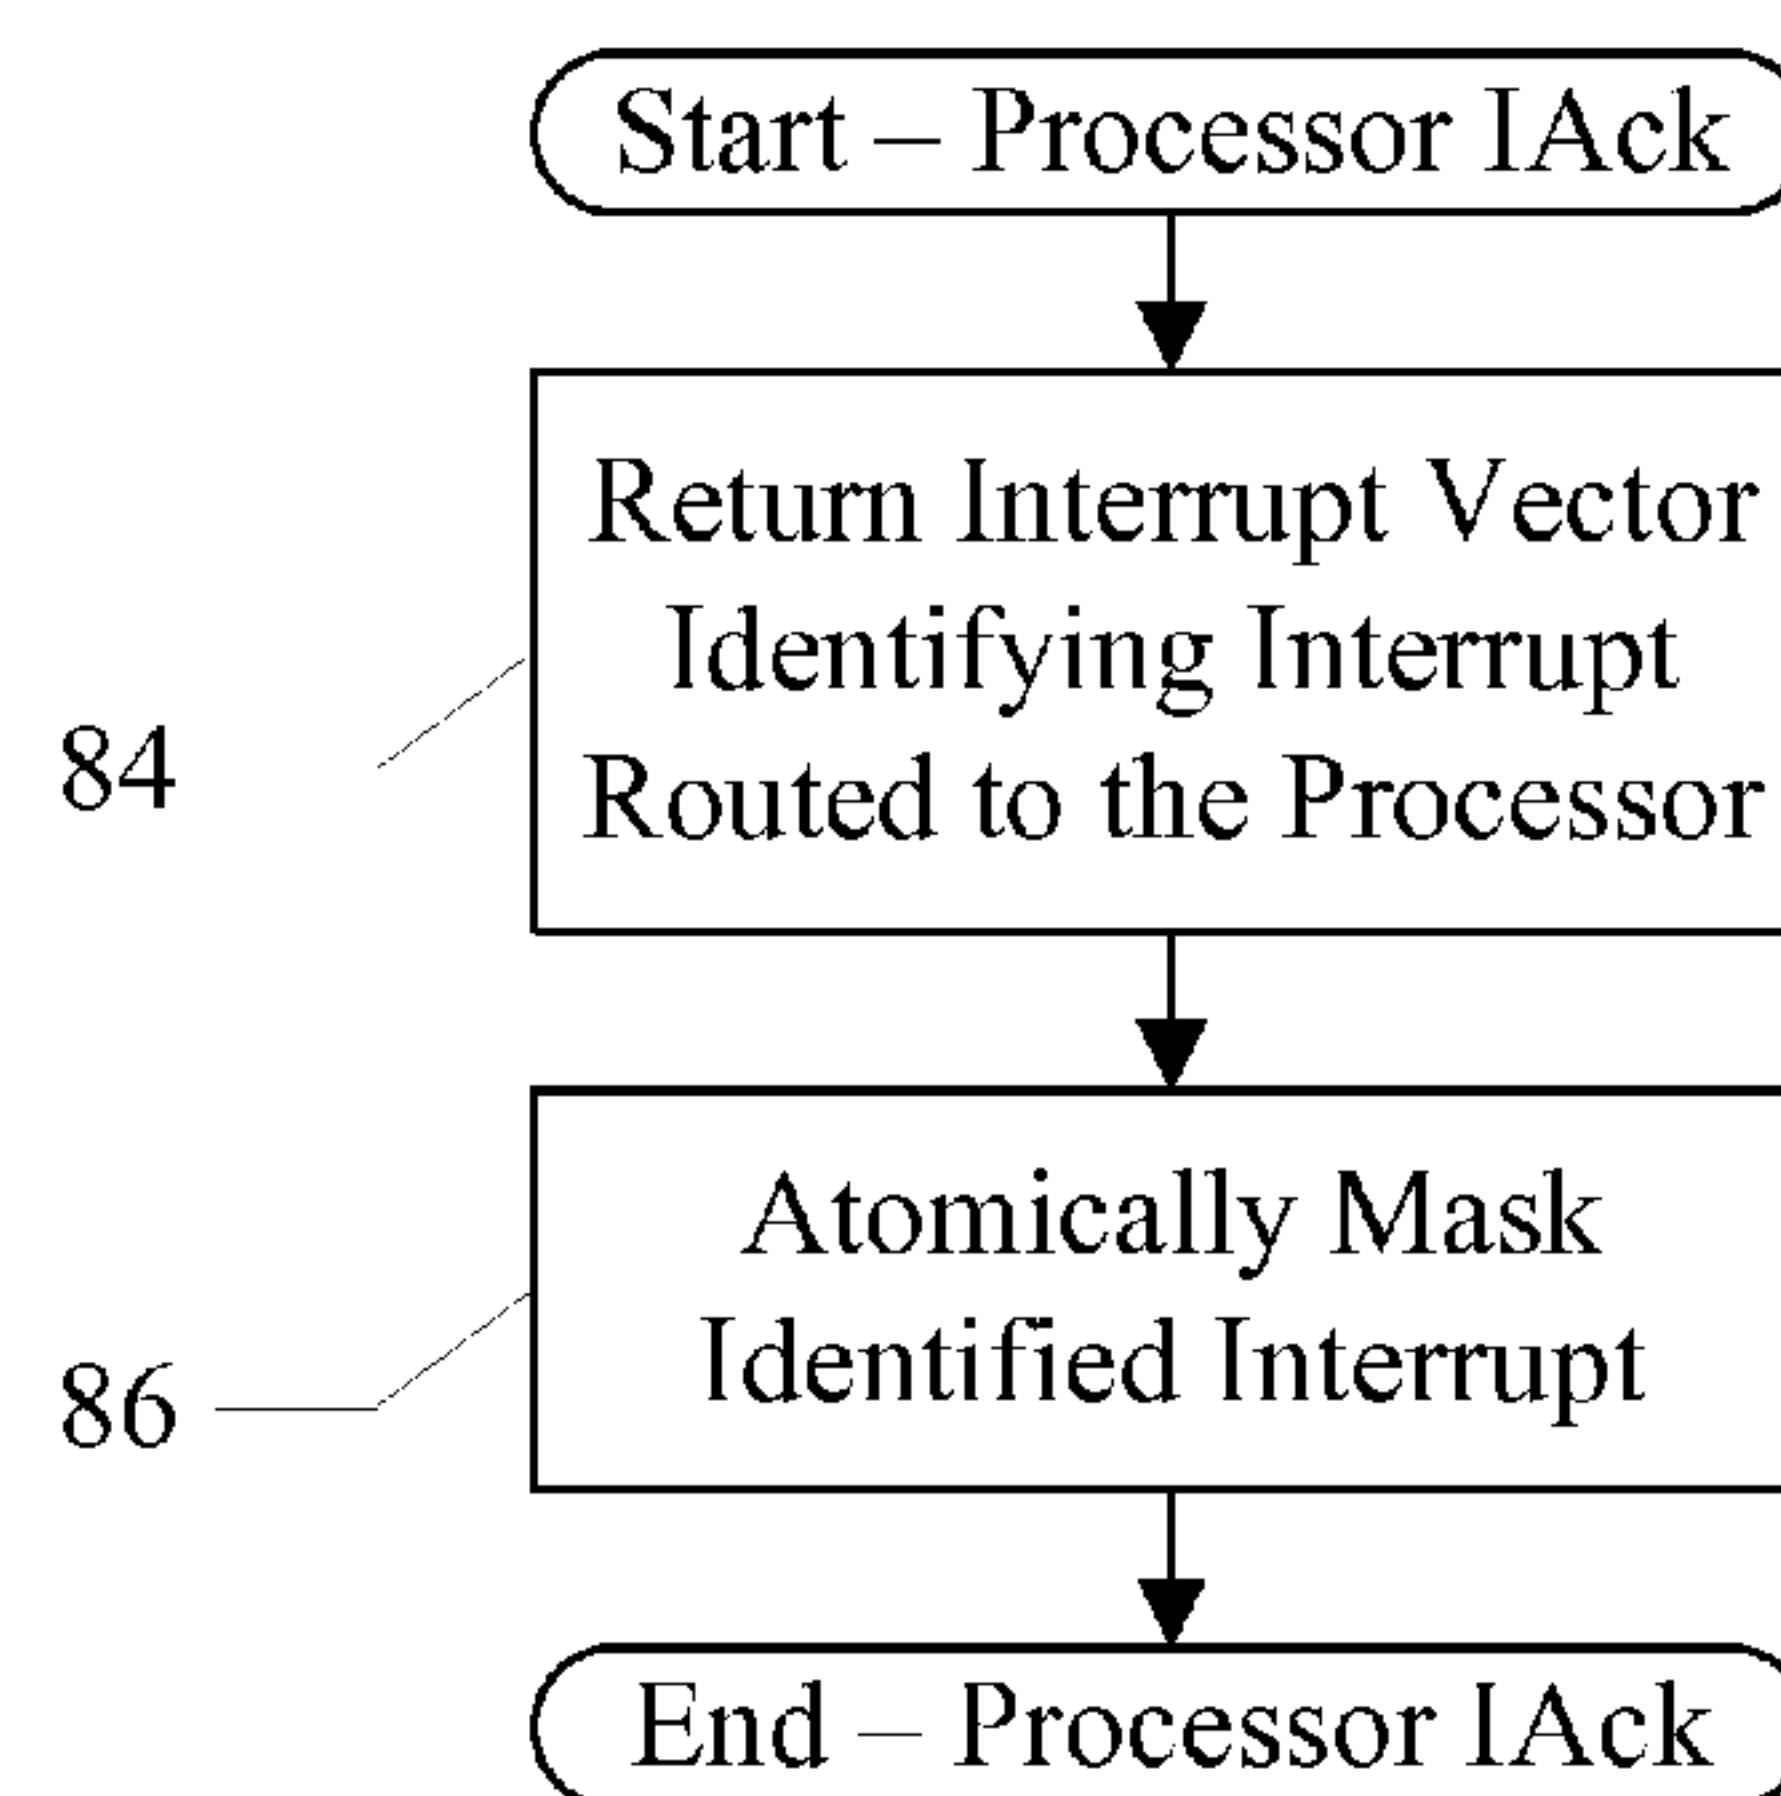 Start – Processor IAck
Return Interrupt Vector
Identifying Interrupt
Routed to the Processor
84
Atomically Mask
Identified Interrupt
86
End – Processor IAck